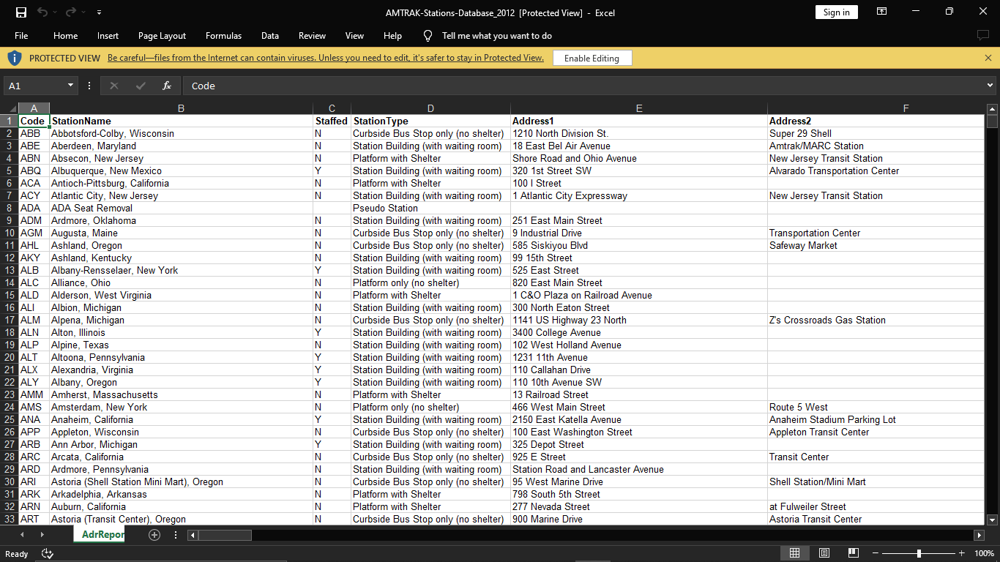 AMTRAK-Stations-Database_2012 [Protected View] - Excel
Sign in
File Home Insert Page Layout Formulas Data Review View Help Tell me what you want to do
PROTECTED VIEW Be careful—files from the Internet can contain viruses. Unless you need to edit, it's safer to stay in Protected View. Enable Editing
A1 fx Code
A B C D E F
1 Code StationName Staffed StationType Address1 Address2
2 ABB Abbotsford-Colby, Wisconsin N Curbside Bus Stop only (no shelter) 1210 North Division St. Super 29 Shell
3 ABE Aberdeen, Maryland N Station Building (with waiting room) 18 East Bel Air Avenue Amtrak/MARC Station
4 ABN Absecon, New Jersey N Platform with Shelter Shore Road and Ohio Avenue New Jersey Transit Station
5 ABQ Albuquerque, New Mexico Y Station Building (with waiting room) 320 1st Street SW Alvarado Transportation Center
6 ACA Antioch-Pittsburg, California N Platform with Shelter 100 I Street
7 ACY Atlantic City, New Jersey N Station Building (with waiting room) 1 Atlantic City Expressway New Jersey Transit Station
8 ADA ADA Seat Removal Pseudo Station
9 ADM Ardmore, Oklahoma N Station Building (with waiting room) 251 East Main Street
10 AGM Augusta, Maine N Curbside Bus Stop only (no shelter) 9 Industrial Drive Transportation Center
11 AHL Ashland, Oregon N Curbside Bus Stop only (no shelter) 585 Siskiyou Blvd Safeway Market
12 AKY Ashland, Kentucky N Station Building (with waiting room) 99 15th Street
13 ALB Albany-Rensselaer, New York Y Station Building (with waiting room) 525 East Street
14 ALC Alliance, Ohio N Platform only (no shelter) 820 East Main Street
15 ALD Alderson, West Virginia N Platform with Shelter 1 C&O Plaza on Railroad Avenue
16 ALI Albion, Michigan N Station Building (with waiting room) 300 North Eaton Street
17 ALM Alpena, Michigan N Curbside Bus Stop only (no shelter) 1141 US Highway 23 North Z's Crossroads Gas Station
18 ALN Alton, Illinois Y Station Building (with waiting room) 3400 College Avenue
19 ALP Alpine, Texas N Station Building (with waiting room) 102 West Holland Avenue
20 ALT Altoona, Pennsylvania Y Station Building (with waiting room) 1231 11th Avenue
21 ALX Alexandria, Virginia Y Station Building (with waiting room) 110 Callahan Drive
22 ALY Albany, Oregon Y Station Building (with waiting room) 110 10th Avenue SW
23 AMM Amherst, Massachusetts N Platform with Shelter 13 Railroad Street
24 AMS Amsterdam, New York N Platform only (no shelter) 466 West Main Street Route 5 West
25 ANA Anaheim, California Y Station Building (with waiting room) 2150 East Katella Avenue Anaheim Stadium Parking Lot
26 APP Appleton, Wisconsin N Curbside Bus Stop only (no shelter) 100 East Washington Street Appleton Transit Center
27 ARB Ann Arbor, Michigan Y Station Building (with waiting room) 325 Depot Street
28 ARC Arcata, California N Curbside Bus Stop only (no shelter) 925 E Street Transit Center
29 ARD Ardmore, Pennsylvania N Station Building (with waiting room) Station Road and Lancaster Avenue
30 ARI Astoria (Shell Station Mini Mart), Oregon N Curbside Bus Stop only (no shelter) 95 West Marine Drive Shell Station/Mini Mart
31 ARK Arkadelphia, Arkansas N Platform with Shelter 798 South 5th Street
32 ARN Auburn, California N Platform with Shelter 277 Nevada Street at Fulweiler Street
33 ART Astoria (Transit Center), Oregon N Curbside Bus Stop only (no shelter) 900 Marine Drive Astoria Transit Center
AdrRepor
Ready 100%